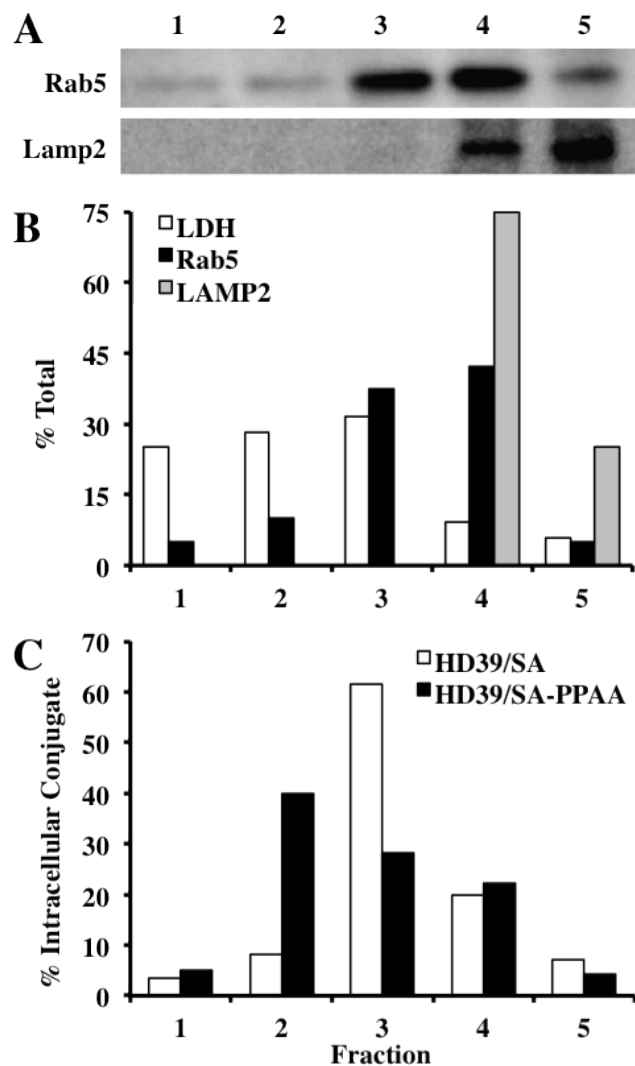 A
1 2 3 4 5
Rab5
Lamp2
B
75
60
45
30
15
0
% Total
LDH
Rab5
LAMP2
1 2 3 4 5
C
70
60
50
40
30
20
10
0
% Intracellular Conjugate
HD39/SA
HD39/SA-PPAA
1 2 3 4 5
Fraction